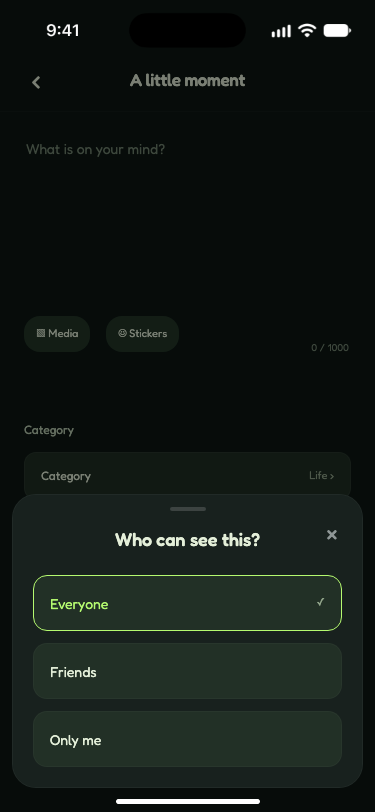 9:41
A little moment
What is on your mind?
Media
Stickers
0 / 1000
Category
Category
Life ›
Who can see this?
Everyone
Friends
Only me